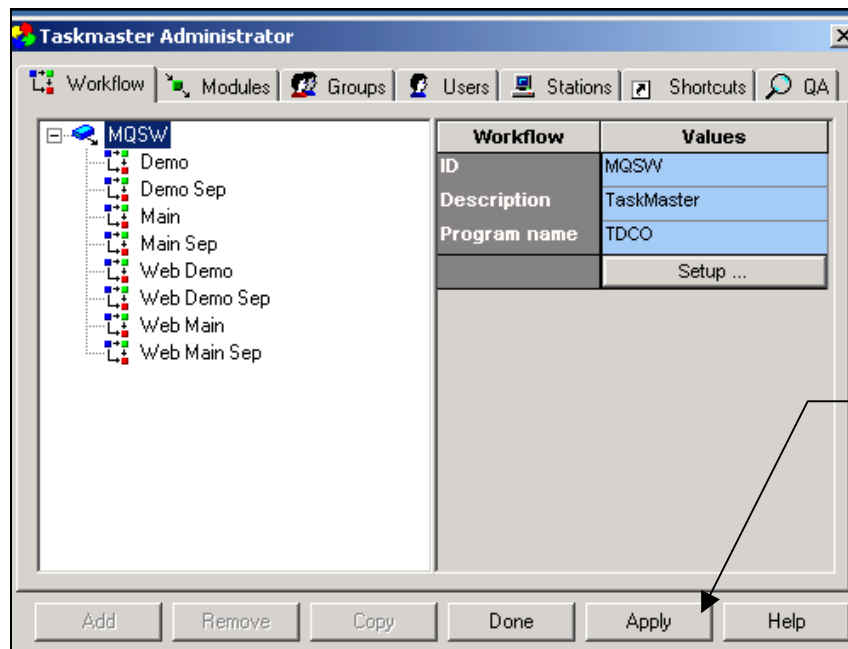 Taskmaster Administrator
Workflow Modules Groups Users Stations Shortcuts QA
MQSW
Demo
Demo Sep
Main
Main Sep
Web Demo
Web Demo Sep
Web Main
Web Main Sep
Workflow Values
ID MQSW
Description TaskMaster
Program name TDCO
Setup ...
Add Remove Copy Done Apply Help